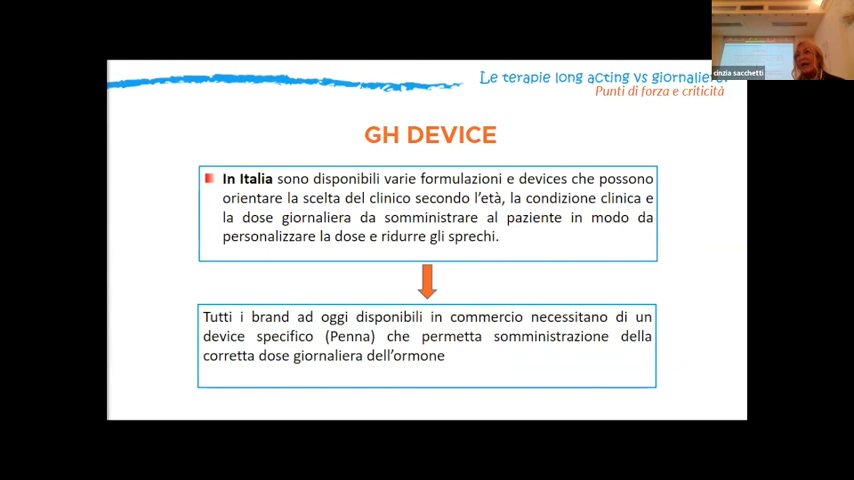 cinzia sacchetti
Le terapie long acting vs giornaliere:
Punti di forza e criticità
GH DEVICE
In Italia sono disponibili varie formulazioni e devices che possono
orientare la scelta del clinico secondo l'età, la condizione clinica e
la dose giornaliera da somministrare al paziente in modo da
personalizzare la dose e ridurre gli sprechi.
Tutti i brand ad oggi disponibili in commercio necessitano di un
device specifico (Penna) che permetta somministrazione della
corretta dose giornaliera dell'ormone